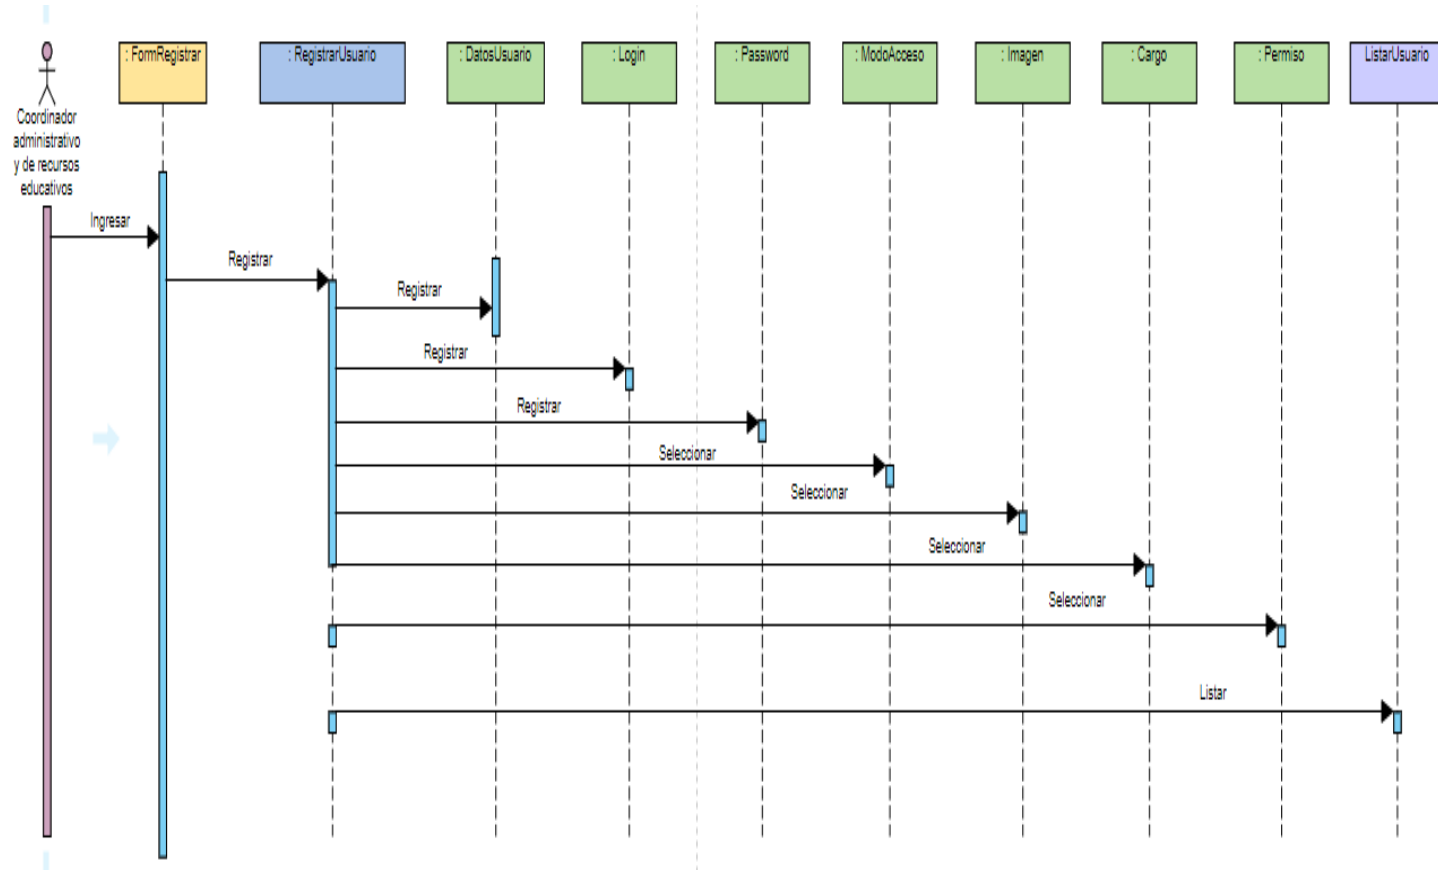 : FormRegistrar
: RegistrarUsuario
: DatosUsuario
: Login
: Password
: ModoAcceso
: Imagen
: Cargo
: Permiso
ListarUsuario
Coordinador
administrativo
y de recursos
educativos
Ingresar
Registrar
Registrar
Registrar
Registrar
Seleccionar
Seleccionar
Seleccionar
Seleccionar
Listar